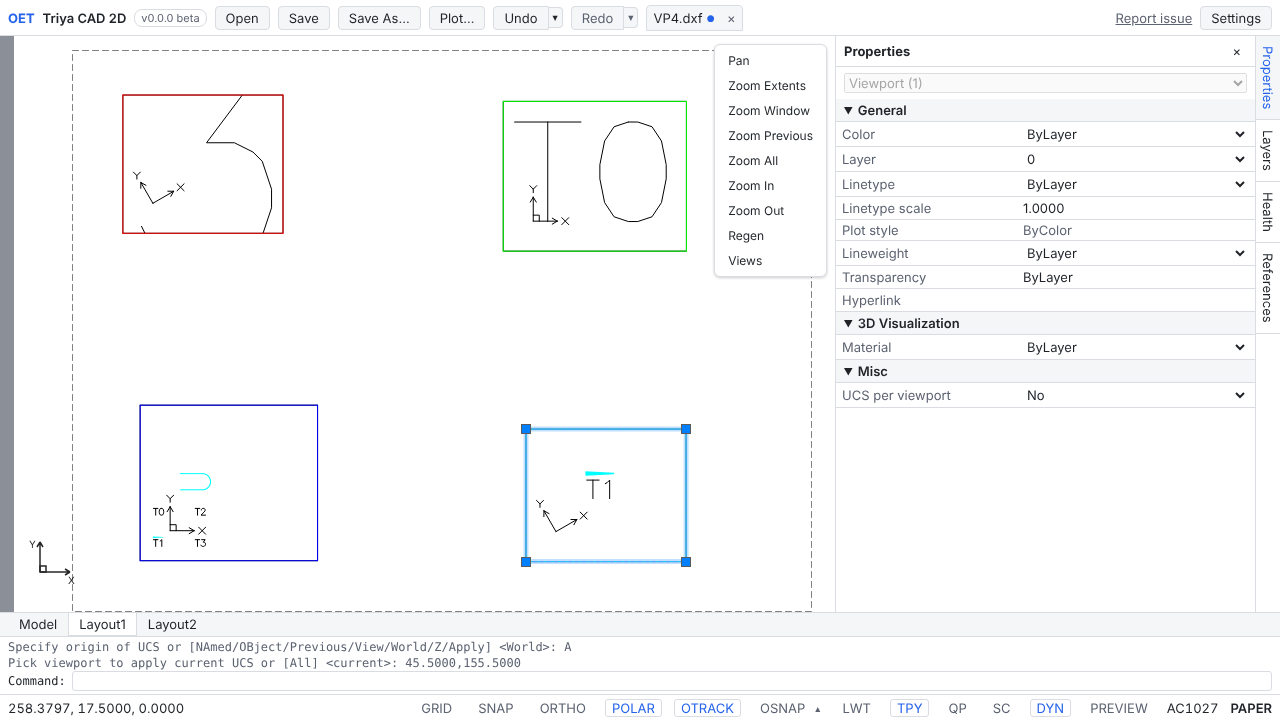 OET Triya CAD 2D v0.0.0 beta Open Save Save As... Plot... Undo ▾ Redo ▾ VP4.dxf ● × Report issue Settings
Pan
Zoom Extents
Zoom Window
Zoom Previous
Zoom All
Zoom In
Zoom Out
Regen
Views
Y
X
TO
Y
X
Y
T0 T2
X
T1 T3
T1
Y
X
Y
X
Properties ×
Viewport (1)
General
Color ByLayer
Layer 0
Linetype ByLayer
Linetype scale 1.0000
Plot style ByColor
Lineweight ByLayer
Transparency ByLayer
Hyperlink
3D Visualization
Material ByLayer
Misc
UCS per viewport No
Properties
Layers
Health
References
Model Layout1 Layout2
Specify origin of UCS or [NAmed/OBject/Previous/View/World/Z/Apply] <World>: A
Pick viewport to apply current UCS or [All] <current>: 45.5000,155.5000
Command:
258.3797, 17.5000, 0.0000 GRID SNAP ORTHO POLAR OTRACK OSNAP ▴ LWT TPY QP SC DYN PREVIEW AC1027 PAPER